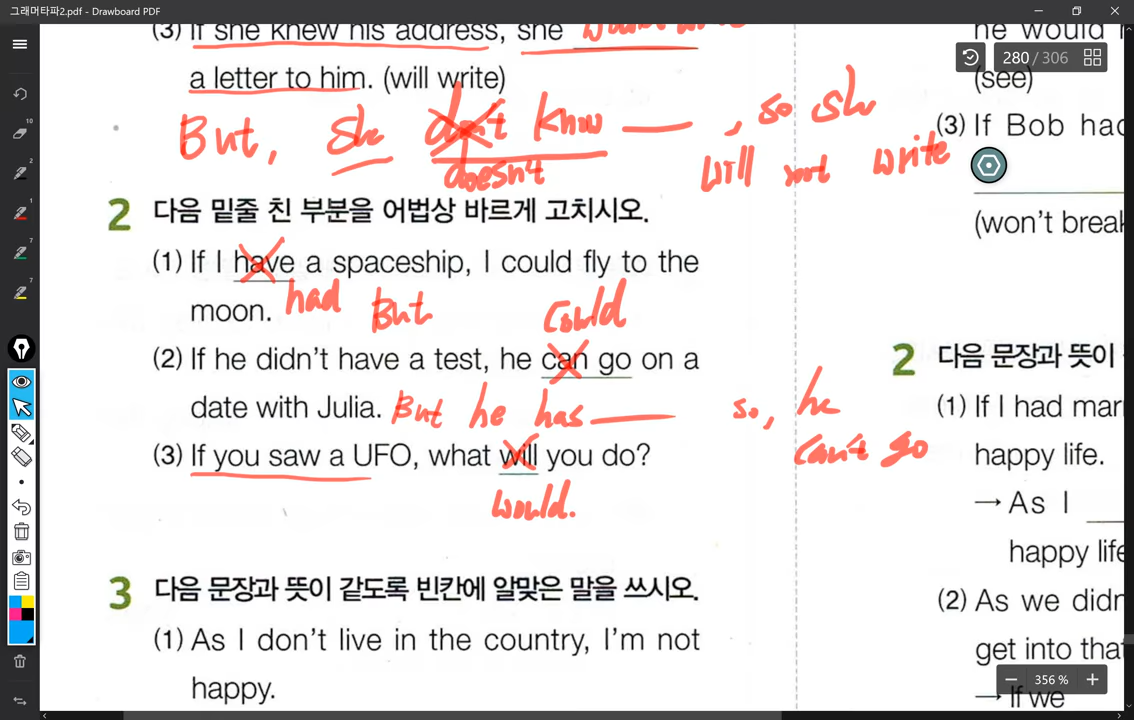 그래머타파2.pdf - Drawboard PDF
280 / 306
(3) If she knew his address, she
a letter to him. (will write)
But, she don't know ___ , so she
doesn't will not write
2 다음 밑줄 친 부분을 어법상 바르게 고치시오.
(1) If I have a spaceship, I could fly to the
moon. had But could
(2) If he didn't have a test, he can go on a
date with Julia. But he has ___ so, he
can't go
(3) If you saw a UFO, what will you do?
would.
3 다음 문장과 뜻이 같도록 빈칸에 알맞은 말을 쓰시오.
(1) As I don't live in the country, I'm not
happy.
he would
(see)
(3) If Bob had
(won't break
2 다음 문장과 뜻이
(1) If I had mar
happy life.
→ As I
happy life
(2) As we didn
get into that
→ If we
356 %
10
2
1
7
7